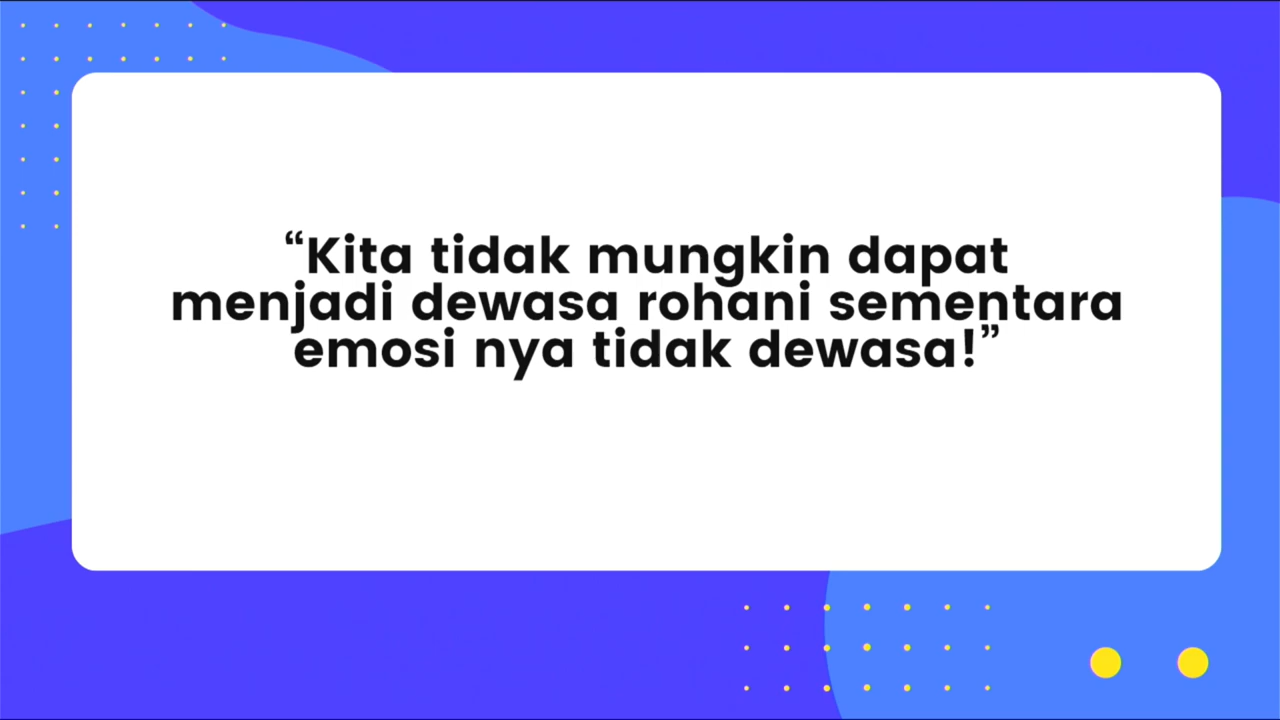 “Kita tidak mungkin dapat
menjadi dewasa rohani sementara
emosi nya tidak dewasa!”